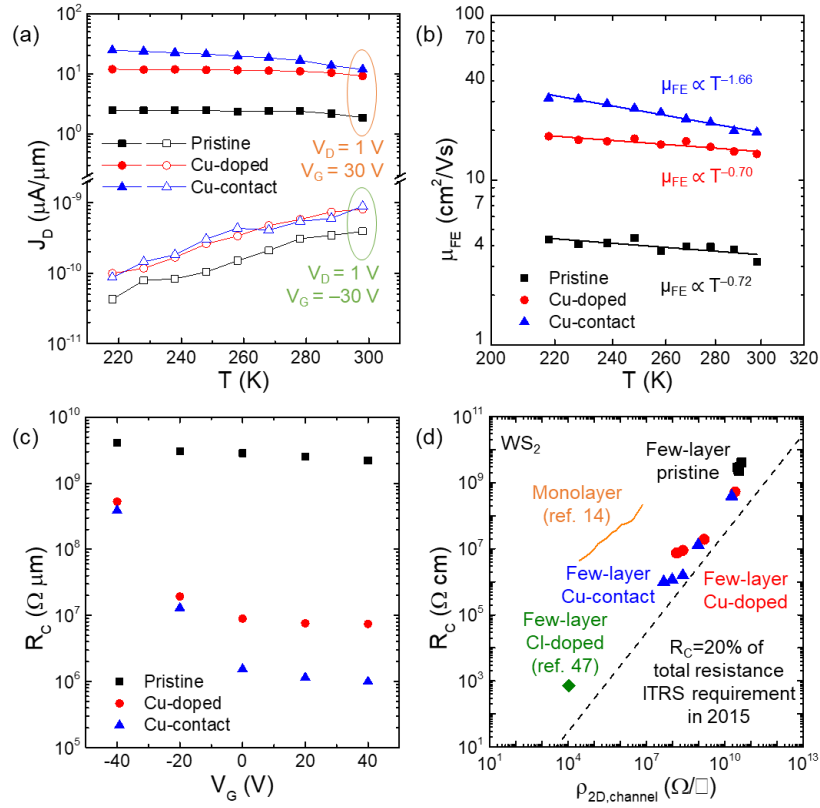 (a)
10³
10²
10¹
10⁰
10⁻⁹
10⁻¹⁰
10⁻¹¹
J_D (μA/μm)
Pristine
Cu-doped
Cu-contact
V_D = 1 V
V_G = 30 V
V_D = 1 V
V_G = –30 V
220 240 260 280 300
T (K)
(b)
80
40
10
4
1
μ_FE (cm²/Vs)
μ_FE ∝ T⁻¹·⁶⁶
μ_FE ∝ T⁻⁰·⁷⁰
μ_FE ∝ T⁻⁰·⁷²
Pristine
Cu-doped
Cu-contact
200 220 240 260 280 300 320
T (K)
(c)
10¹⁰
10⁹
10⁸
10⁷
10⁶
10⁵
R_C (Ω μm)
Pristine
Cu-doped
Cu-contact
-40 -20 0 20 40
V_G (V)
(d)
10¹¹
10⁹
10⁷
10⁵
10³
10¹
R_C (Ω cm)
WS₂
Few-layer
pristine
Monolayer
(ref. 14)
Few-layer
Cu-contact
Few-layer
Cu-doped
Few-layer
Cl-doped
(ref. 47)
R_C=20% of
total resistance
ITRS requirement
in 2015
10¹ 10⁴ 10⁷ 10¹⁰ 10¹³
ρ_2D,channel (Ω/□)